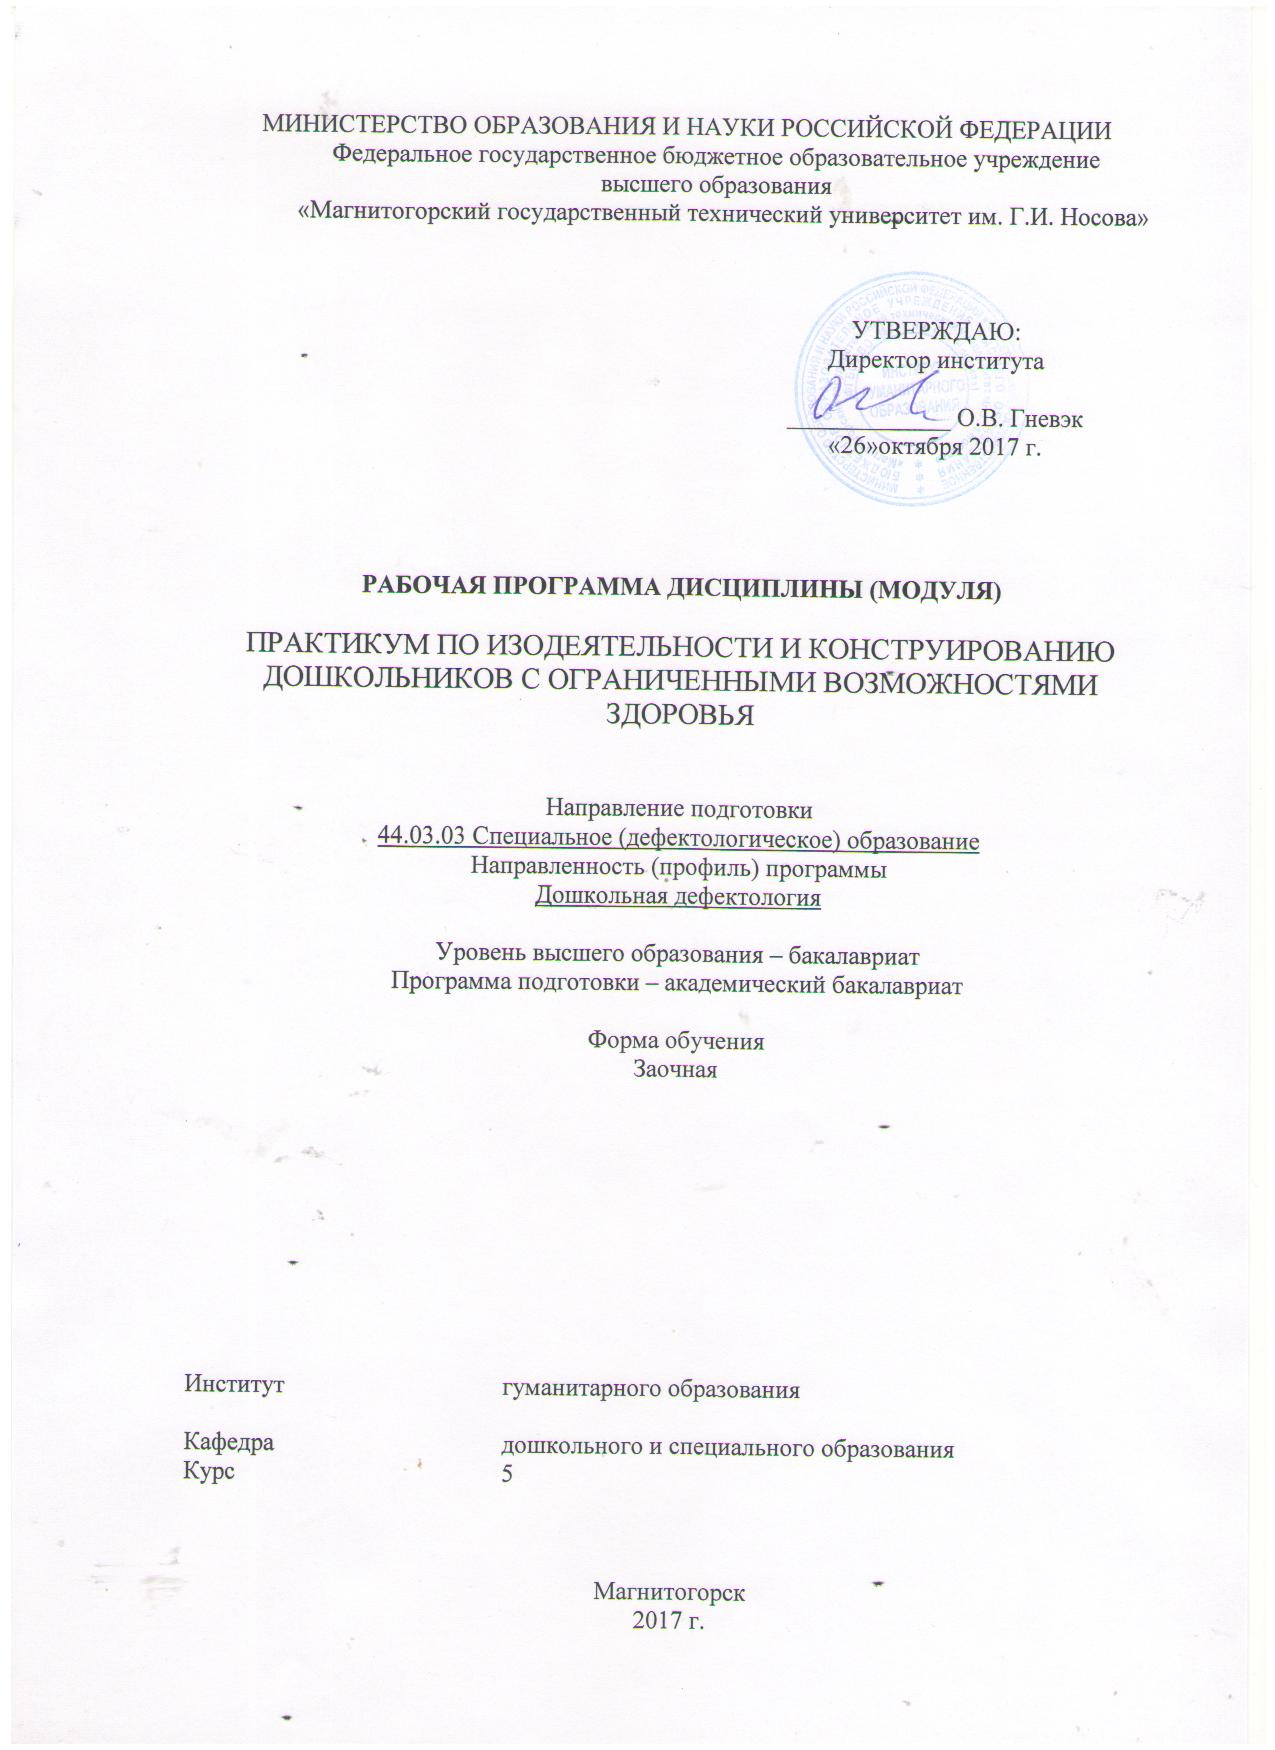 МИНИСТЕРСТВО ОБРАЗОВАНИЯ И НАУКИ РОССИЙСКОЙ ФЕДЕРАЦИИ
Федеральное государственное бюджетное образовательное учреждение
высшего образования
«Магнитогорский государственный технический университет им. Г.И. Носова»
УТВЕРЖДАЮ:
Директор института
О.В. Гневэк
«26»октября 2017 г.
РАБОЧАЯ ПРОГРАММА ДИСЦИПЛИНЫ (МОДУЛЯ)
ПРАКТИКУМ ПО ИЗОДЕЯТЕЛЬНОСТИ И КОНСТРУИРОВАНИЮ
ДОШКОЛЬНИКОВ С ОГРАНИЧЕННЫМИ ВОЗМОЖНОСТЯМИ
ЗДОРОВЬЯ
Направление подготовки
44.03.03 Специальное (дефектологическое) образование
Направленность (профиль) программы
Дошкольная дефектология
Уровень высшего образования – бакалавриат
Программа подготовки – академический бакалавриат
Форма обучения
Заочная
Институт гуманитарного образования
Кафедра дошкольного и специального образования
Курс 5
Магнитогорск
2017 г.